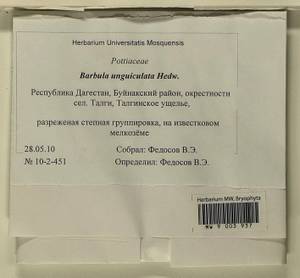 Herbarium Universitatis Mosquensis
Pottiaceae
Barbula unguiculata Hedw.
Республика Дагестан, Буйнакский район, окрестности
сел. Талги, Талгинское ущелье,
разреженая степная группировка, на известковом
мелкозёме
28.05.10 Собрал: Федосов В.Э.
№ 10-2-451 Определил: Федосов В.Э.
Herbarium MW, Bryophyta
MW 9 003 937